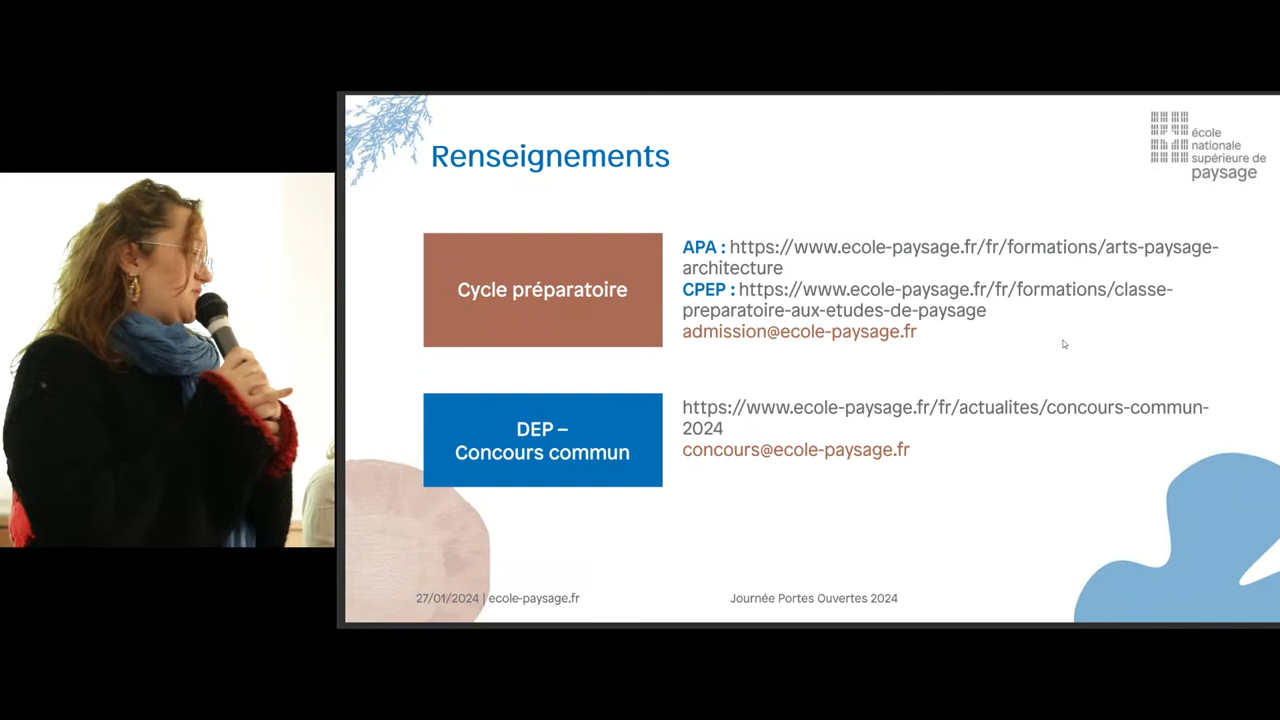 école
nationale
supérieure de
paysage
Renseignements
Cycle préparatoire
APA : https://www.ecole-paysage.fr/fr/formations/arts-paysage-
architecture
CPEP : https://www.ecole-paysage.fr/fr/formations/classe-
preparatoire-aux-etudes-de-paysage
admission@ecole-paysage.fr
DEP –
Concours commun
https://www.ecole-paysage.fr/fr/actualites/concours-commun-
2024
concours@ecole-paysage.fr
27/01/2024 | ecole-paysage.fr
Journée Portes Ouvertes 2024